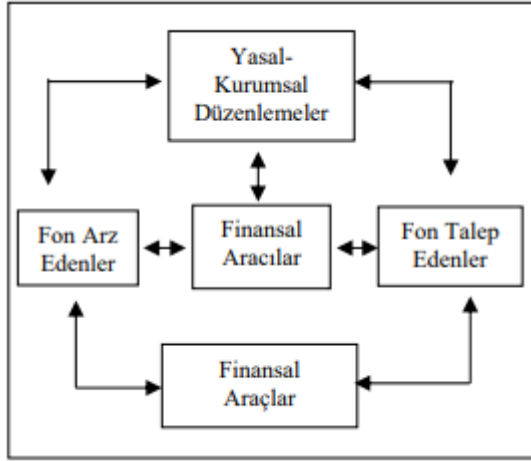 Yasal-
Kurumsal
Düzenlemeler
Fon Arz
Edenler
Finansal
Aracılar
Fon Talep
Edenler
Finansal
Araçlar